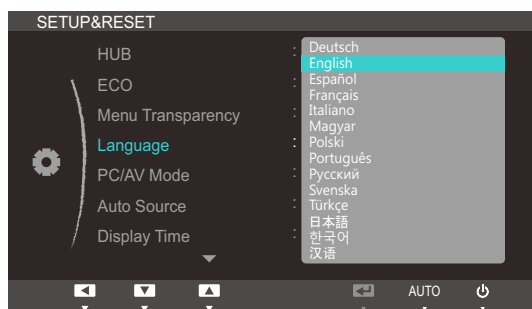 SETUP&RESET
HUB :
ECO :
Menu Transparency :
Language :
PC/AV Mode :
Auto Source :
Display Time :
Deutsch
English
Español
Français
Italiano
Magyar
Polski
Português
Русский
Svenska
Türkçe
日本語
한국어
汉语
AUTO